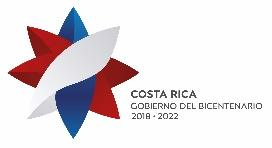 COSTA RICA
GOBIERNO DEL BICENTENARIO
2018 - 2022